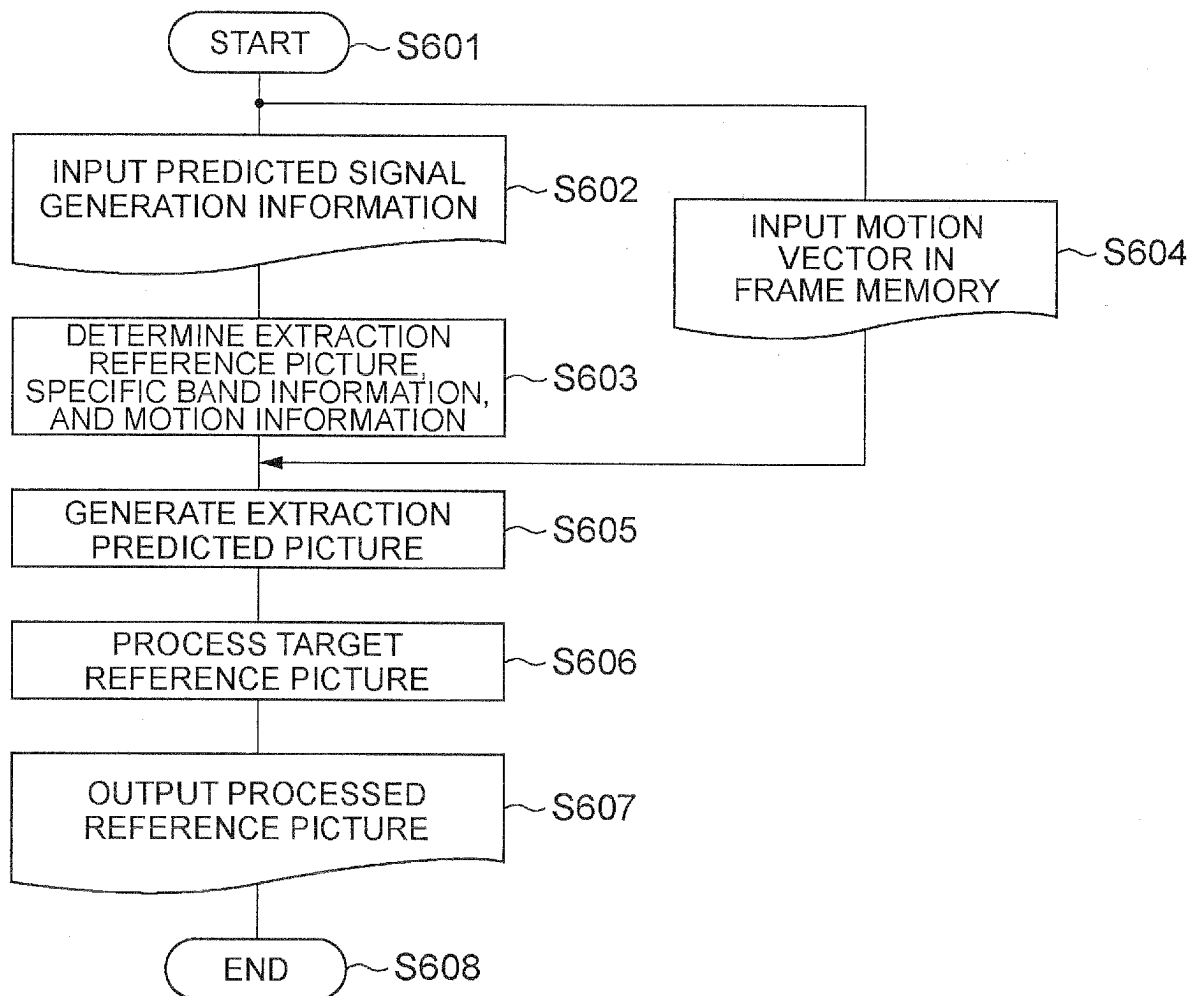 START
S601
INPUT PREDICTED SIGNAL
GENERATION INFORMATION
S602
INPUT MOTION
VECTOR IN
FRAME MEMORY
S604
DETERMINE EXTRACTION
REFERENCE PICTURE,
SPECIFIC BAND INFORMATION,
AND MOTION INFORMATION
S603
GENERATE EXTRACTION
PREDICTED PICTURE
S605
PROCESS TARGET
REFERENCE PICTURE
S606
OUTPUT PROCESSED
REFERENCE PICTURE
S607
END
S608